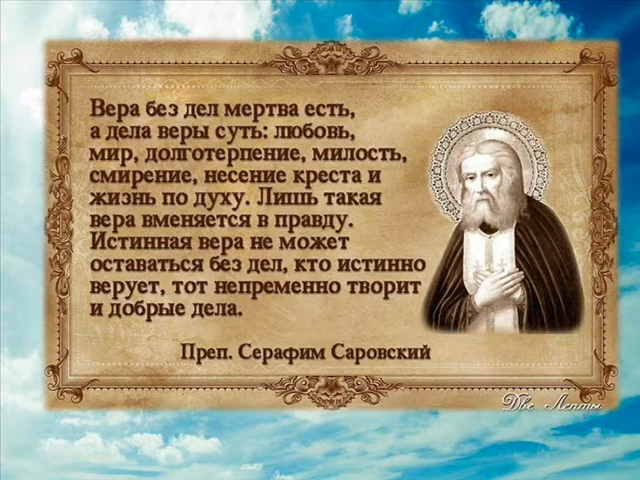 Вера без дел мертва есть,
а дела веры суть: любовь,
мир, долготерпение, милость,
смирение, несение креста и
жизнь по духу. Лишь такая
вера вменяется в правду.
Истинная вера не может
оставаться без дел, кто истинно
верует, тот непременно творит
и добрые дела.
Преп. Серафим Саровский
Две Лепты